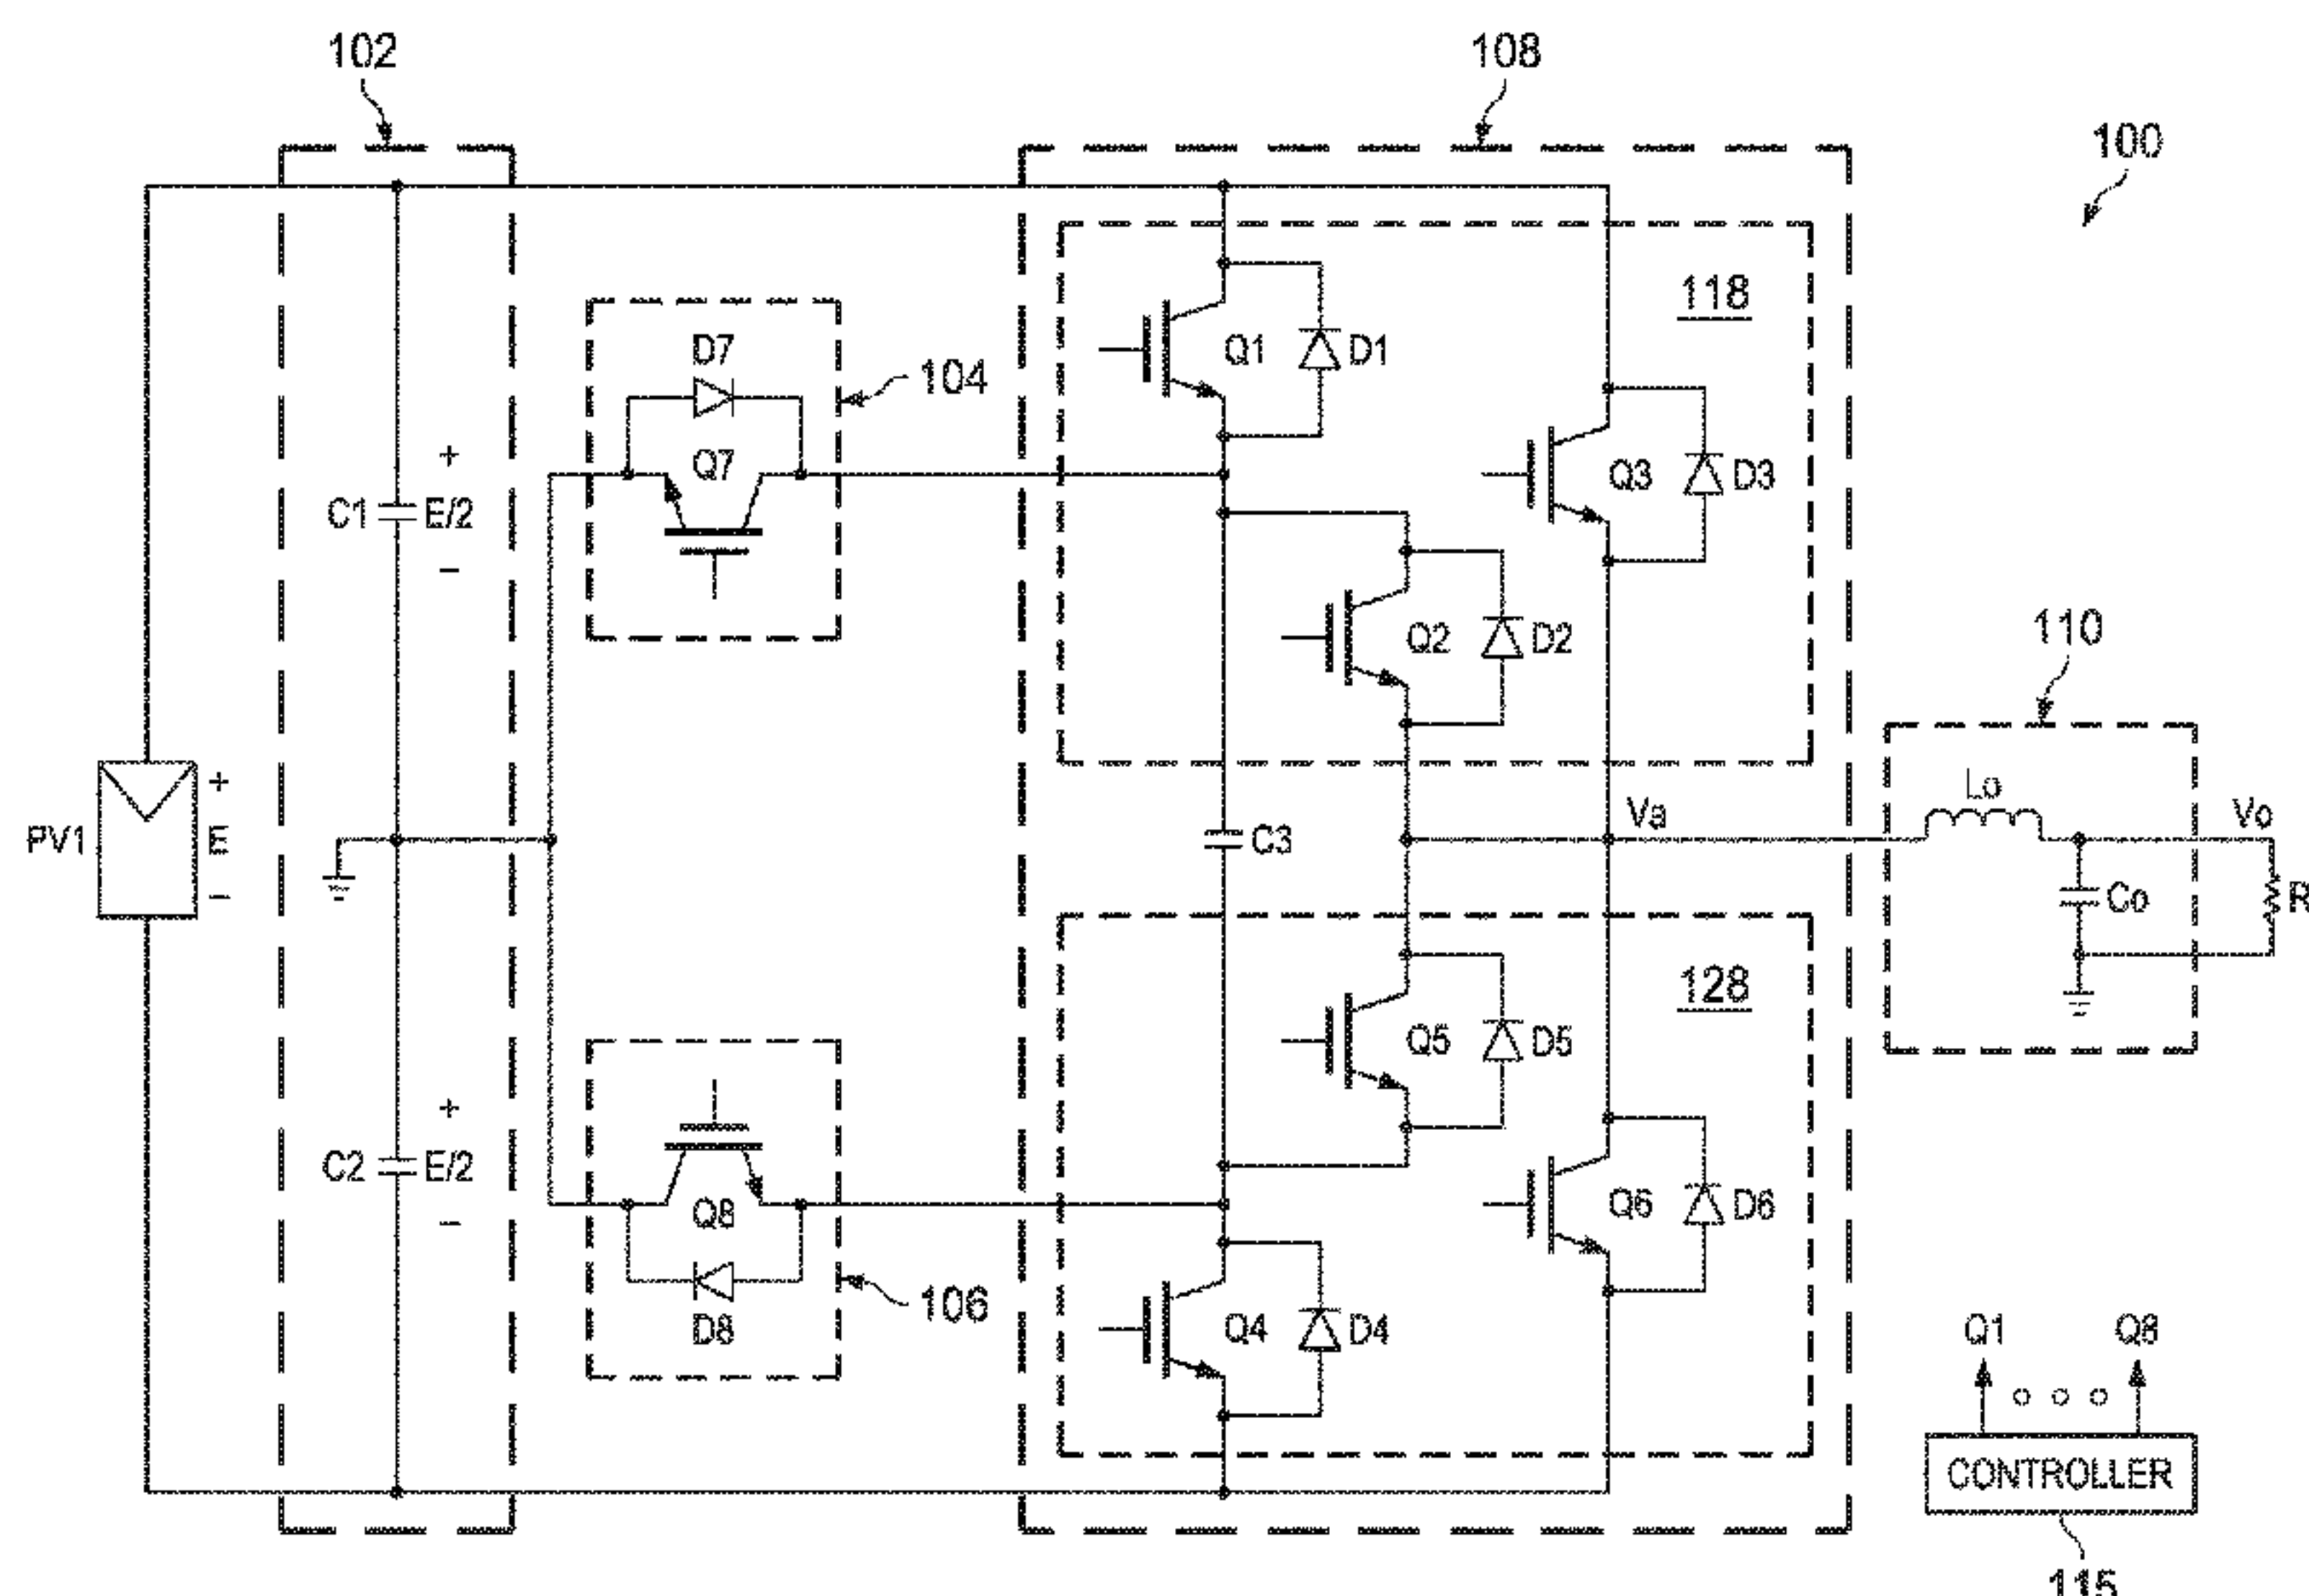 102
108
100
118
D7
Q1
D1
104
Q7
Q3
D3
+
C1
E/2
−
Q2
D2
110
+
PV1
E
−
Va
Lo
Vo
C3
Co
R
128
Q5
D5
+
C2
E/2
−
Q8
Q6
D6
106
D8
Q4
D4
Q1
Q8
CONTROLLER
115